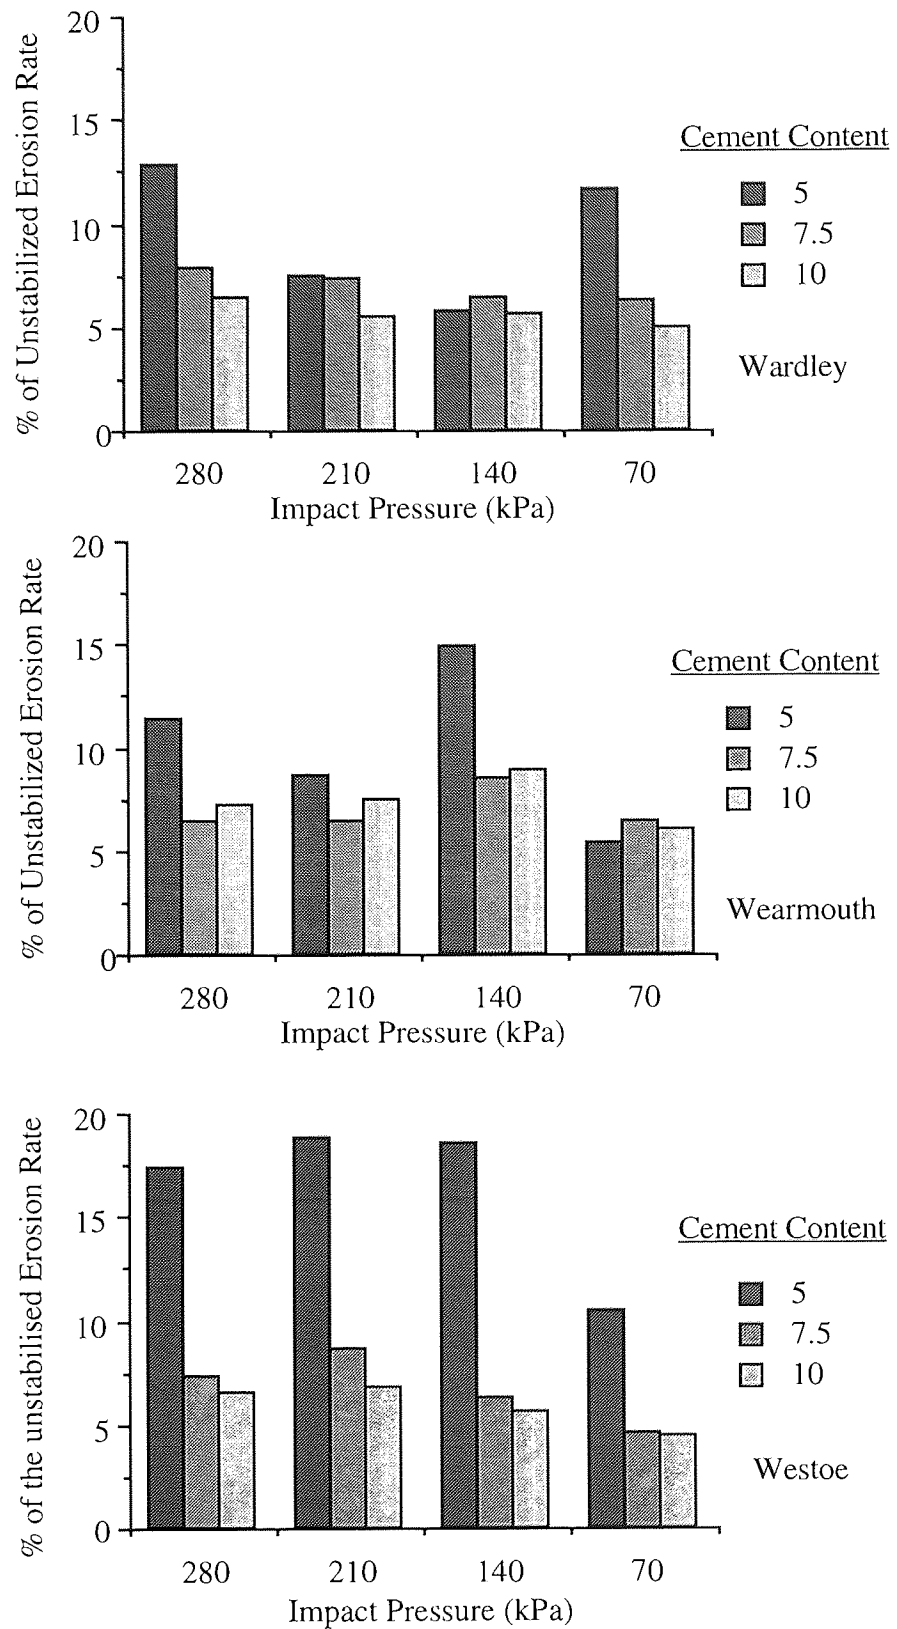 % of Unstabilized Erosion Rate
20
15
10
5
0
280 210 140 70
Impact Pressure (kPa)
Cement Content
5
7.5
10
Wardley
% of Unstabilized Erosion Rate
20
15
10
5
0
280 210 140 70
Impact Pressure (kPa)
Cement Content
5
7.5
10
Wearmouth
% of the unstabilised Erosion Rate
20
15
10
5
0
280 210 140 70
Impact Pressure (kPa)
Cement Content
5
7.5
10
Westoe